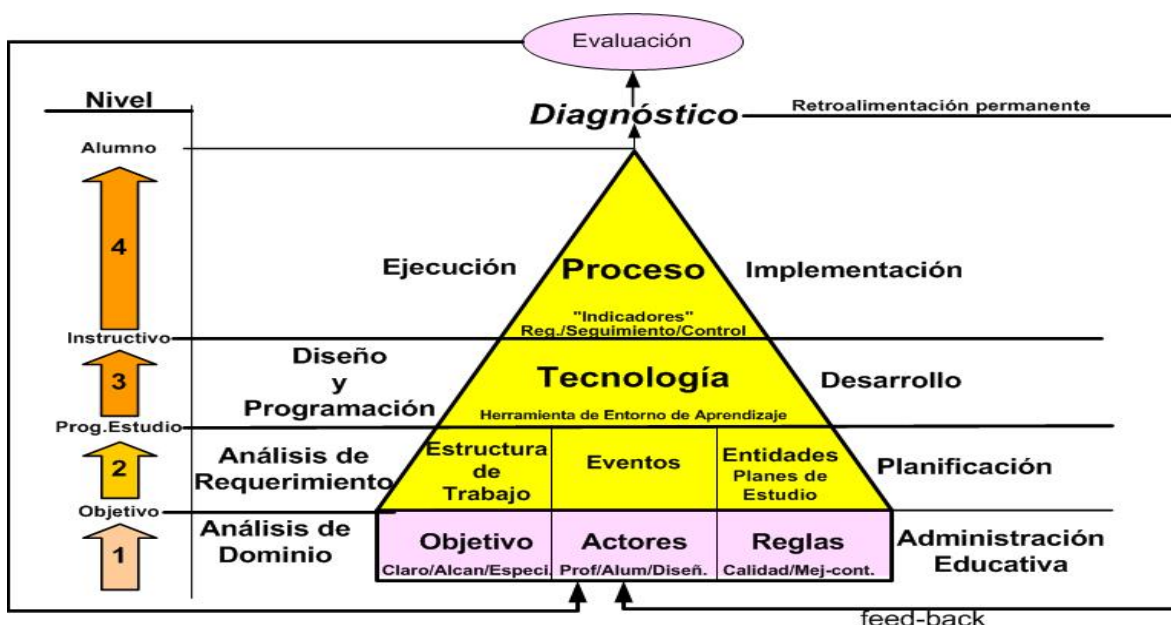 Evaluación
Nivel
Diagnóstico
Retroalimentación permanente
Alumno
4
Ejecución
Proceso
Implementación
"Indicadores"
Reg./Seguimiento/Control
Instructivo
3
Diseño
y
Programación
Tecnología
Desarrollo
Herramienta de Entorno de Aprendizaje
Prog.Estudio
2
Análisis de
Requerimiento
Estructura
de
Trabajo
Eventos
Entidades
Planes de
Estudio
Planificación
Objetivo
1
Análisis de
Dominio
Objetivo
Claro/Alcan/Especi.
Actores
Prof/Alum/Diseñ.
Reglas
Calidad/Mej-cont.
Administración
Educativa
feed-back